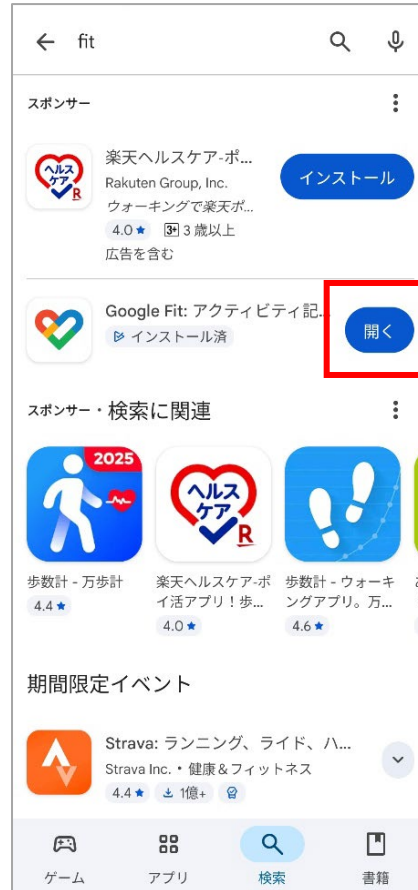 fit
スポンサー
ヘルス
ケア
R
楽天ヘルスケア-ポ...
Rakuten Group, Inc.
ウォーキングで楽天ポ...
4.0★ 3+ 3 歳以上
広告を含む
インストール
Google Fit: アクティビティ記...
インストール済
開く
スポンサー・検索に関連
2025
ヘルス
ケア
R
歩数計 - 万歩計
4.4★
楽天ヘルスケア-ポ
イ活アプリ!歩...
4.0★
歩数計 - ウォーキ
ングアプリ。万...
4.6★
期間限定イベント
Strava: ランニング、ライド、ハ...
Strava Inc. • 健康&フィットネス
4.4★ 1億+
ゲーム
アプリ
検索
書籍